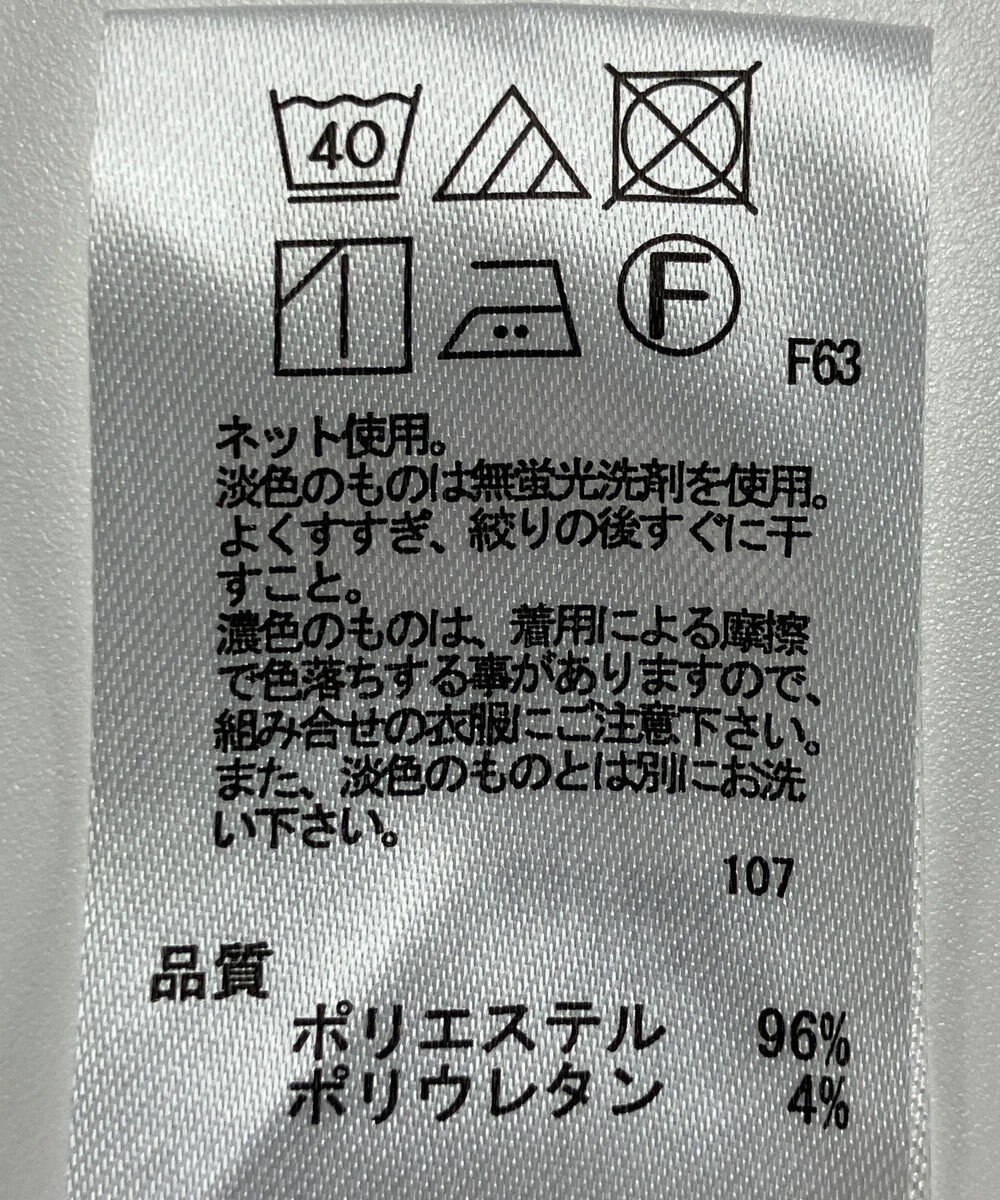 40
F
F63
ネット使用。
淡色のものは無蛍光洗剤を使用。
よくすすぎ、絞りの後すぐに干
すこと。
濃色のものは、着用による摩擦
で色落ちする事がありますので、
組み合せの衣服にご注意下さい。
また、淡色のものとは別にお洗
い下さい。
107
品質
ポリエステル 96%
ポリウレタン 4%